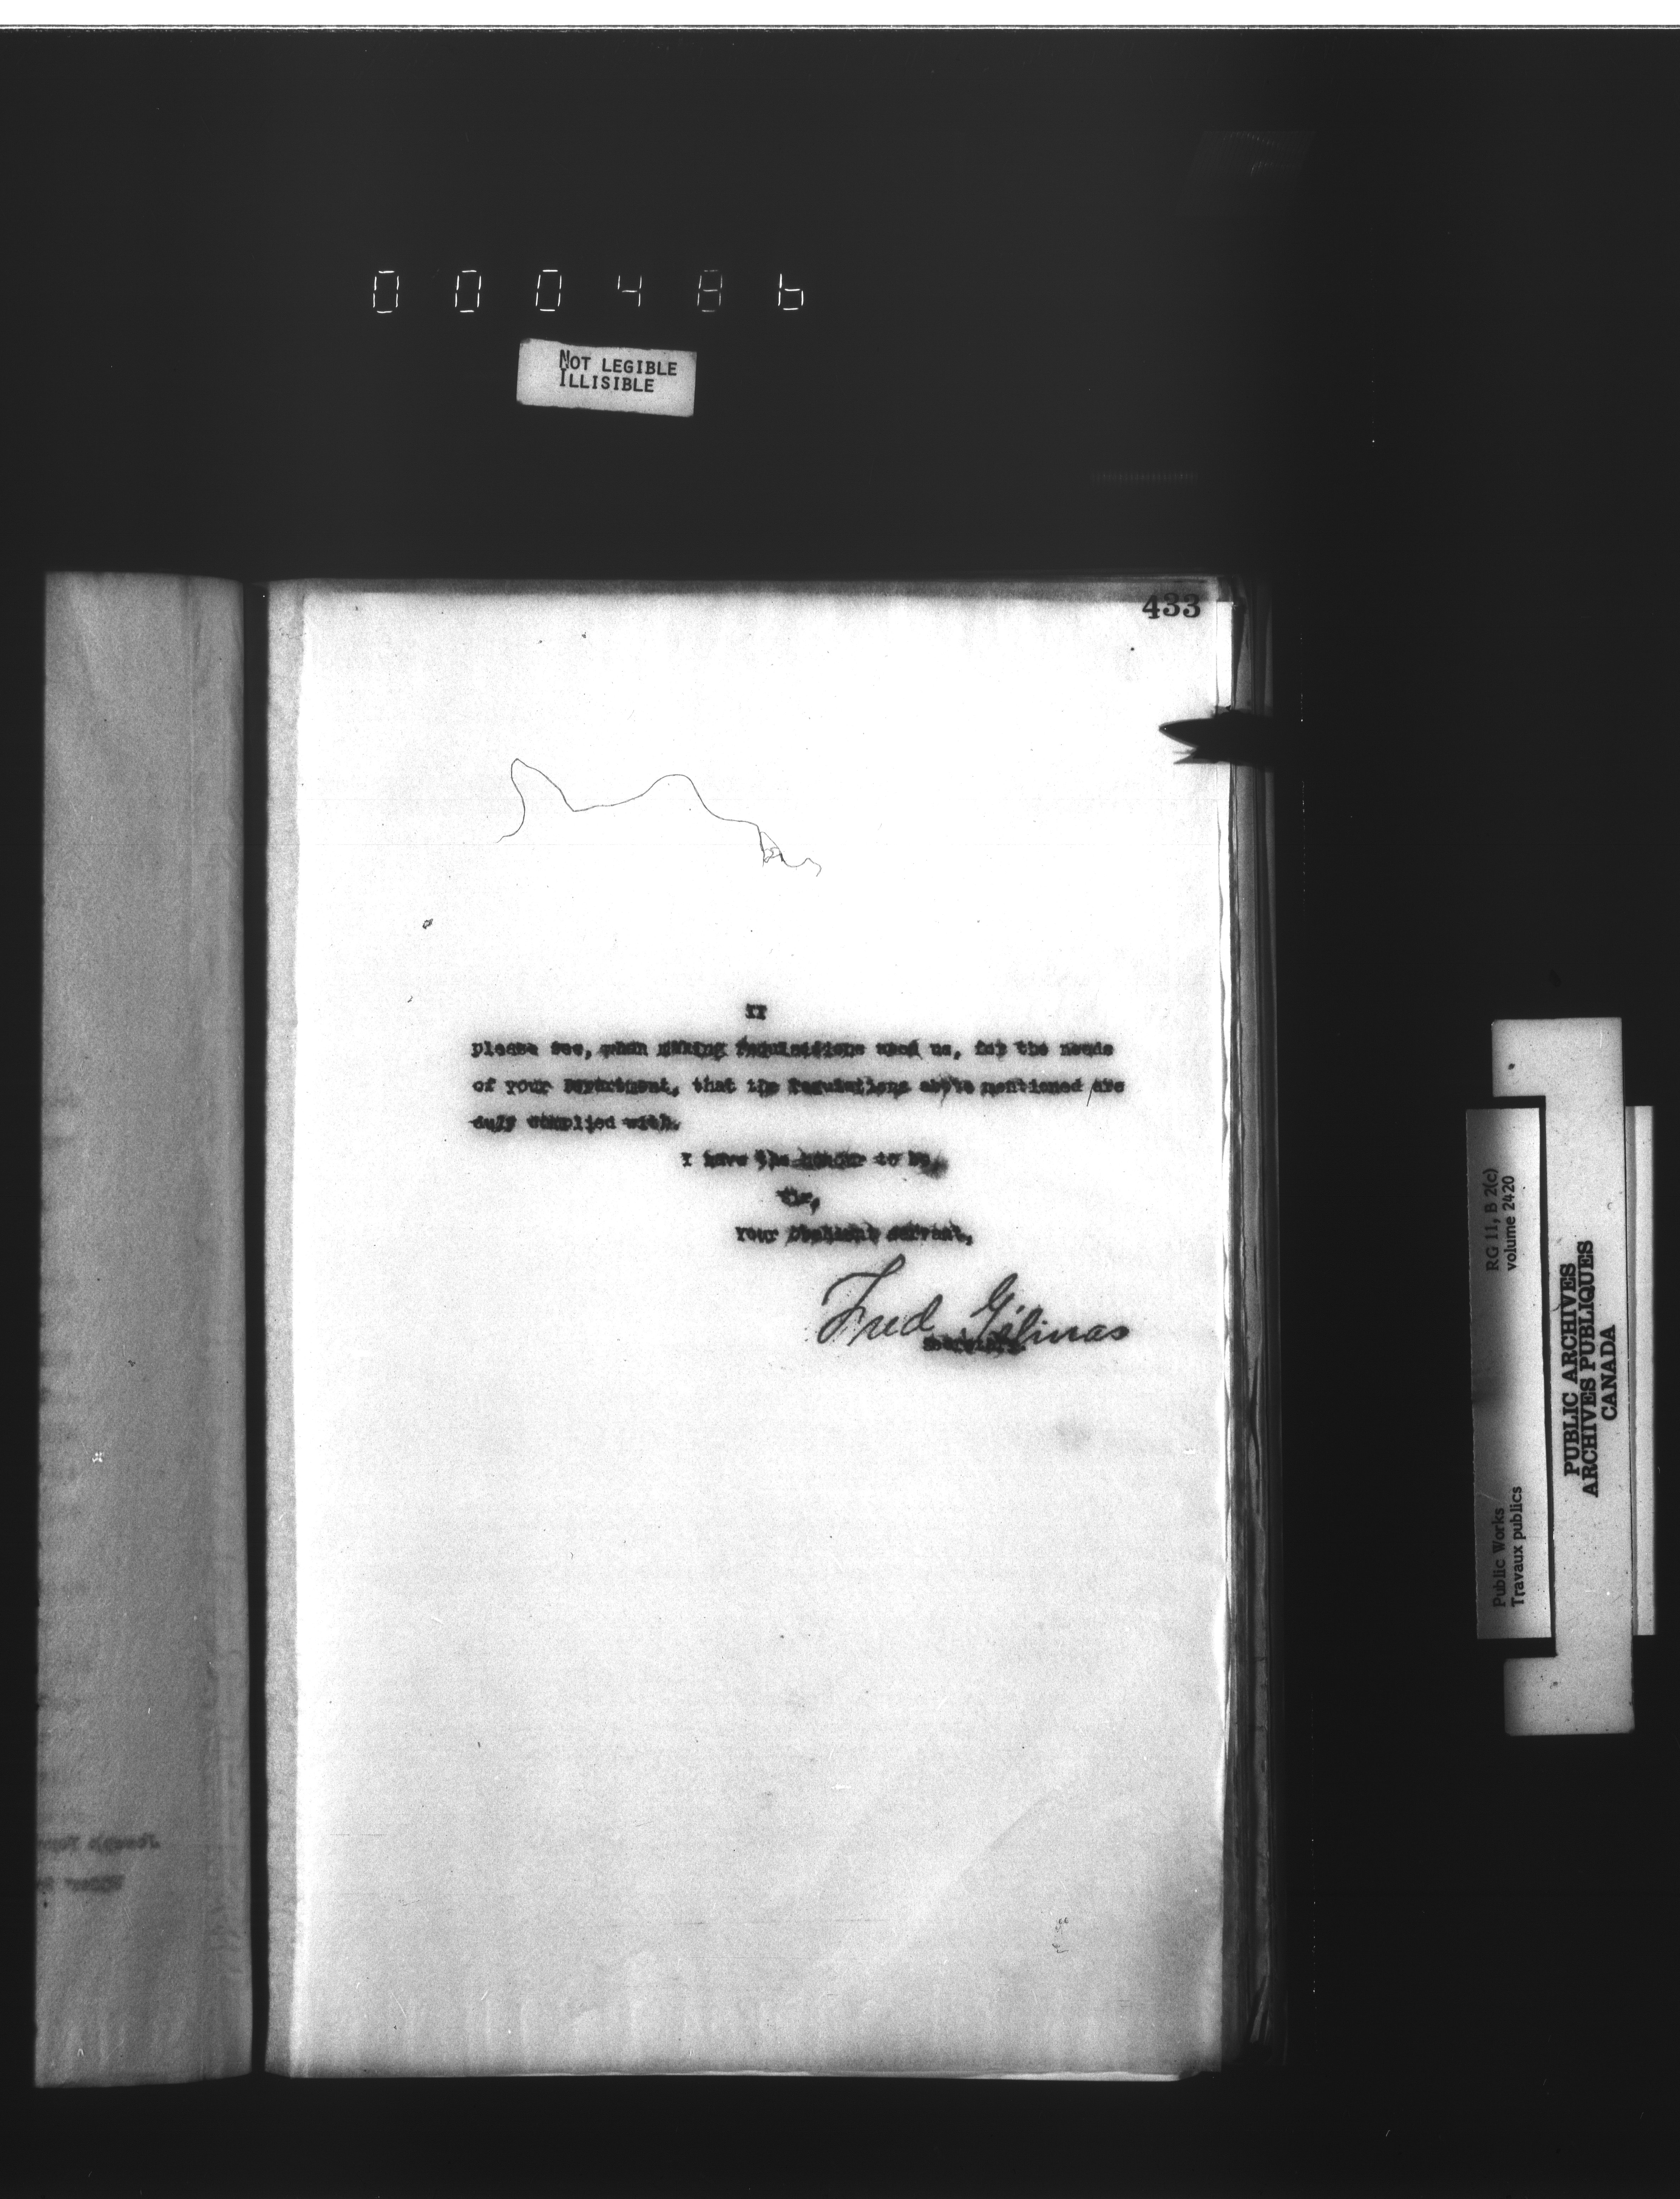 000486
NOT LEGIBLE
ILLISIBLE
433
II
please see, when making requisitions upon us, for the needs
of your Department, that the regulations above mentioned are
duly complied with.
I have the honour to be,
Sir,
Your obedient servant,
Fred Gélinas
Secretary.
RG 11, B 2(c)
volume 2420
Public Works
Travaux publics
PUBLIC ARCHIVES
ARCHIVES PUBLIQUES
CANADA